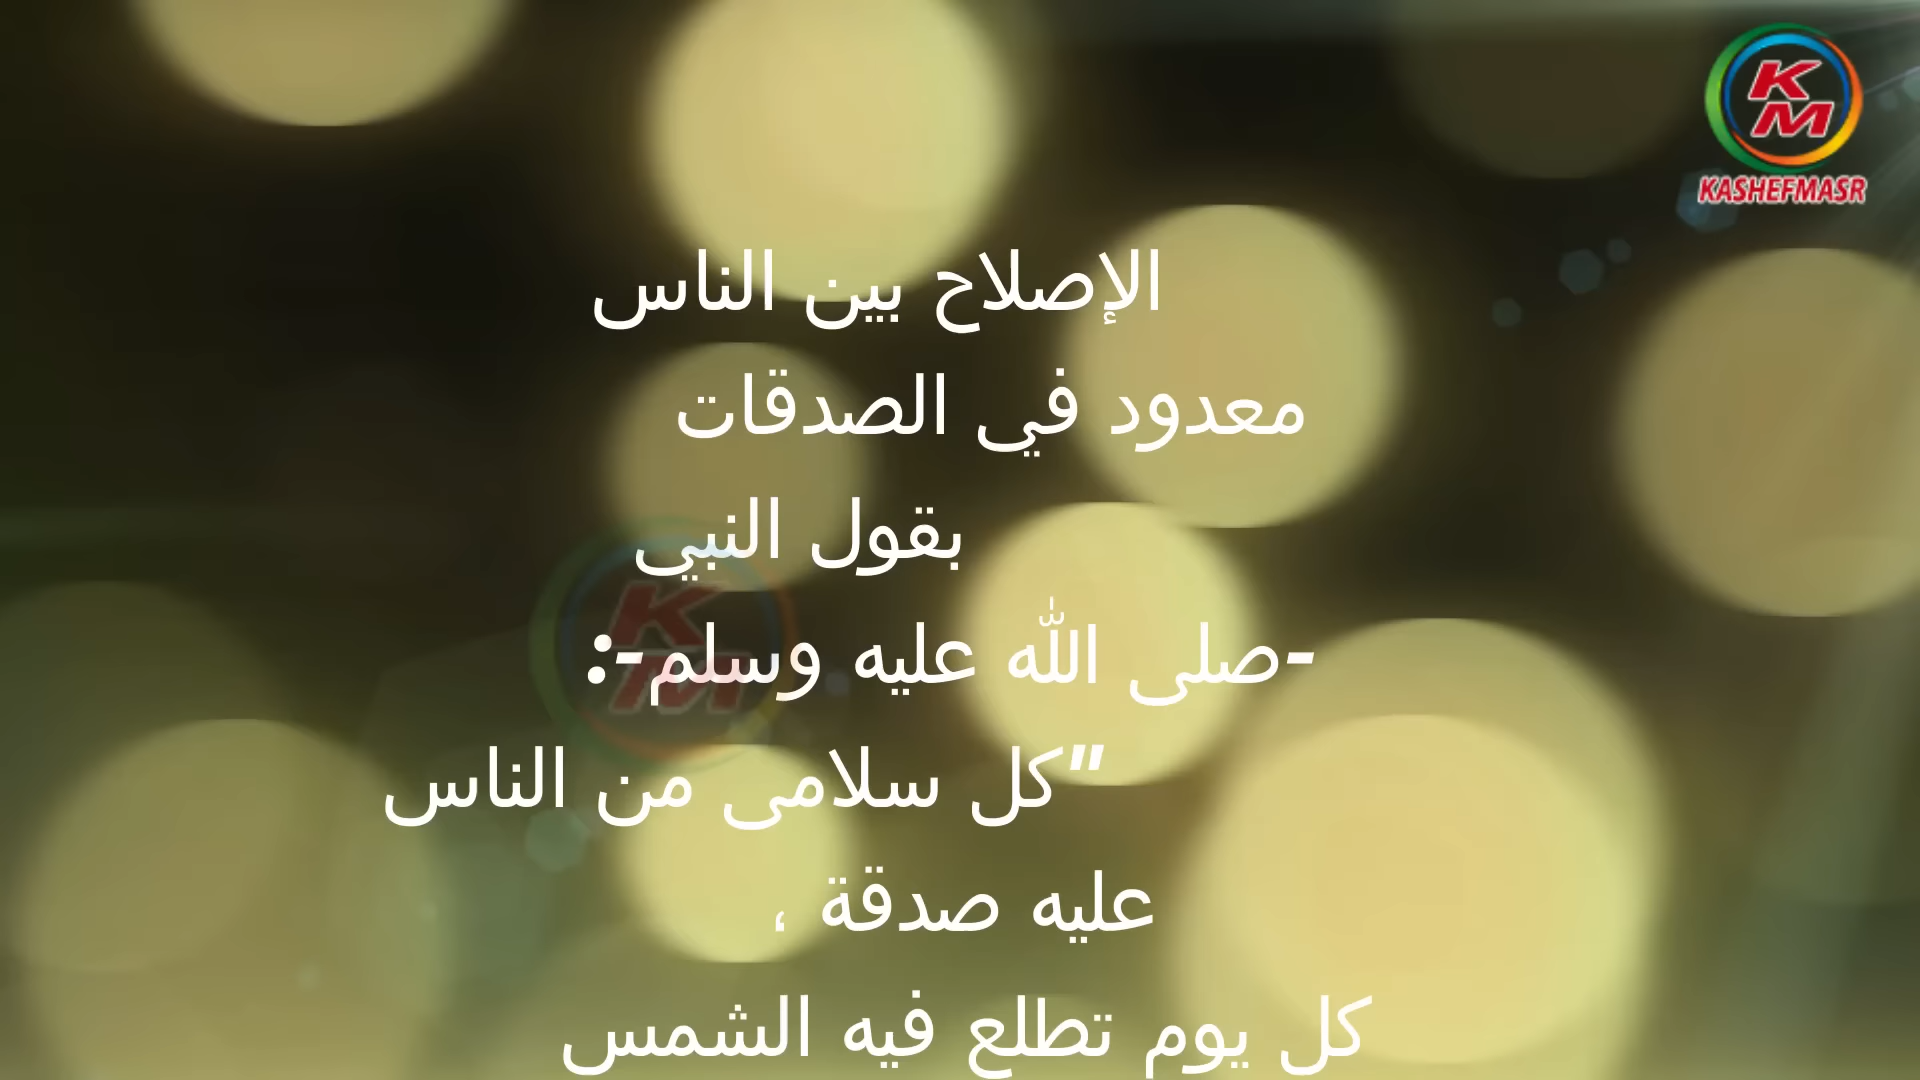 KM
KASHEFMASR
الإصلاح بين الناس
معدود في الصدقات
بقول النبي
-صلى الله عليه وسلم-:
"كل سلامى من الناس
عليه صدقة ،
كل يوم تطلع فيه الشمس
KM